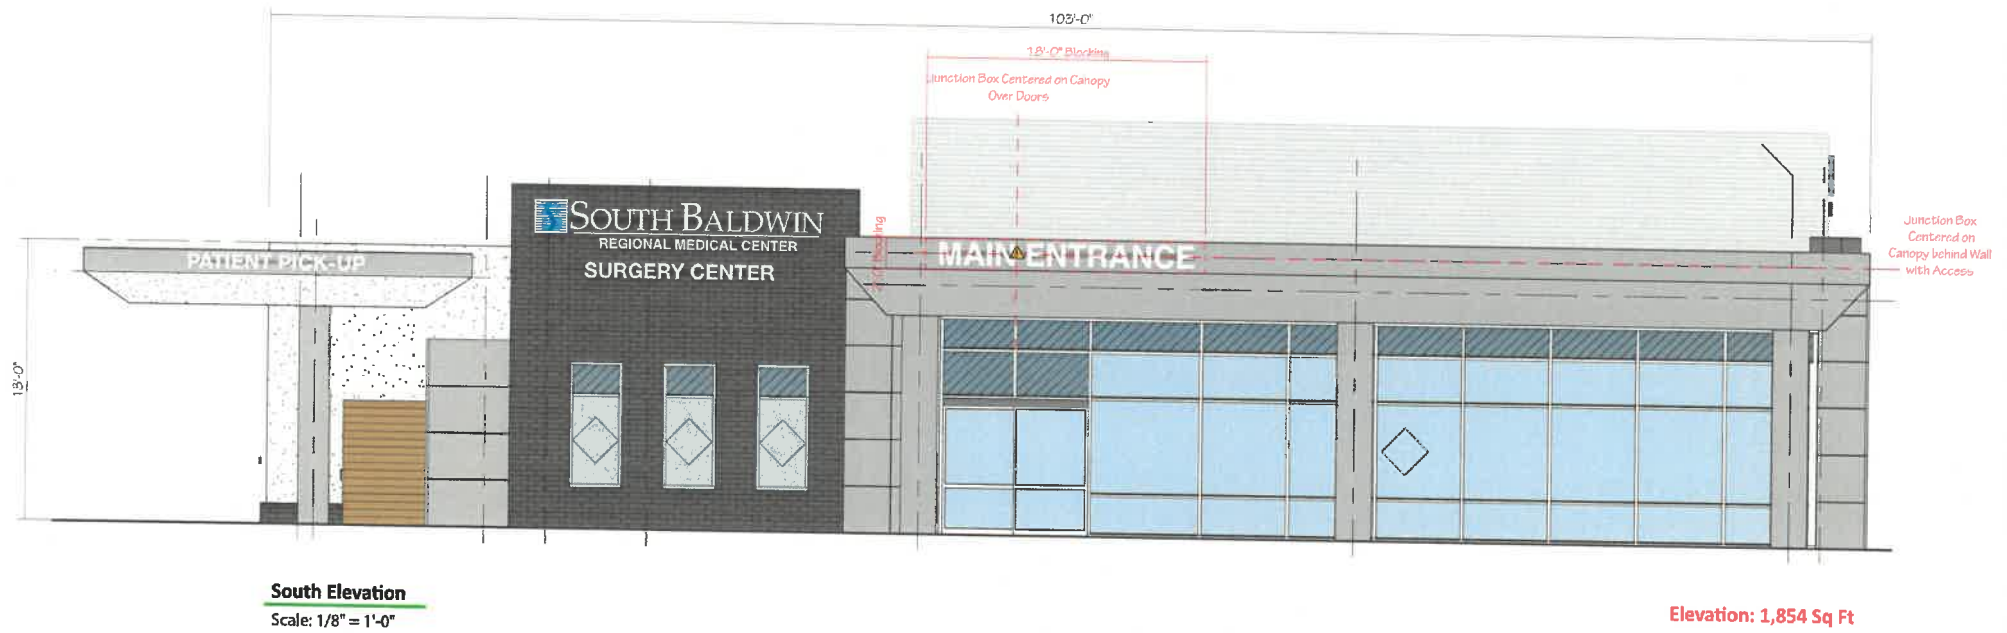 103'-0"
18'-0" Blocking
Junction Box Centered on Canopy
Over Doors
SOUTH BALDWIN
REGIONAL MEDICAL CENTER
SURGERY CENTER
PATIENT PICK-UP
MAIN ENTRANCE
Blocking
Junction Box
Centered on
Canopy behind Wall
with Access
13'-0"
South Elevation
Scale: 1/8" = 1'-0"
Elevation: 1,854 Sq Ft